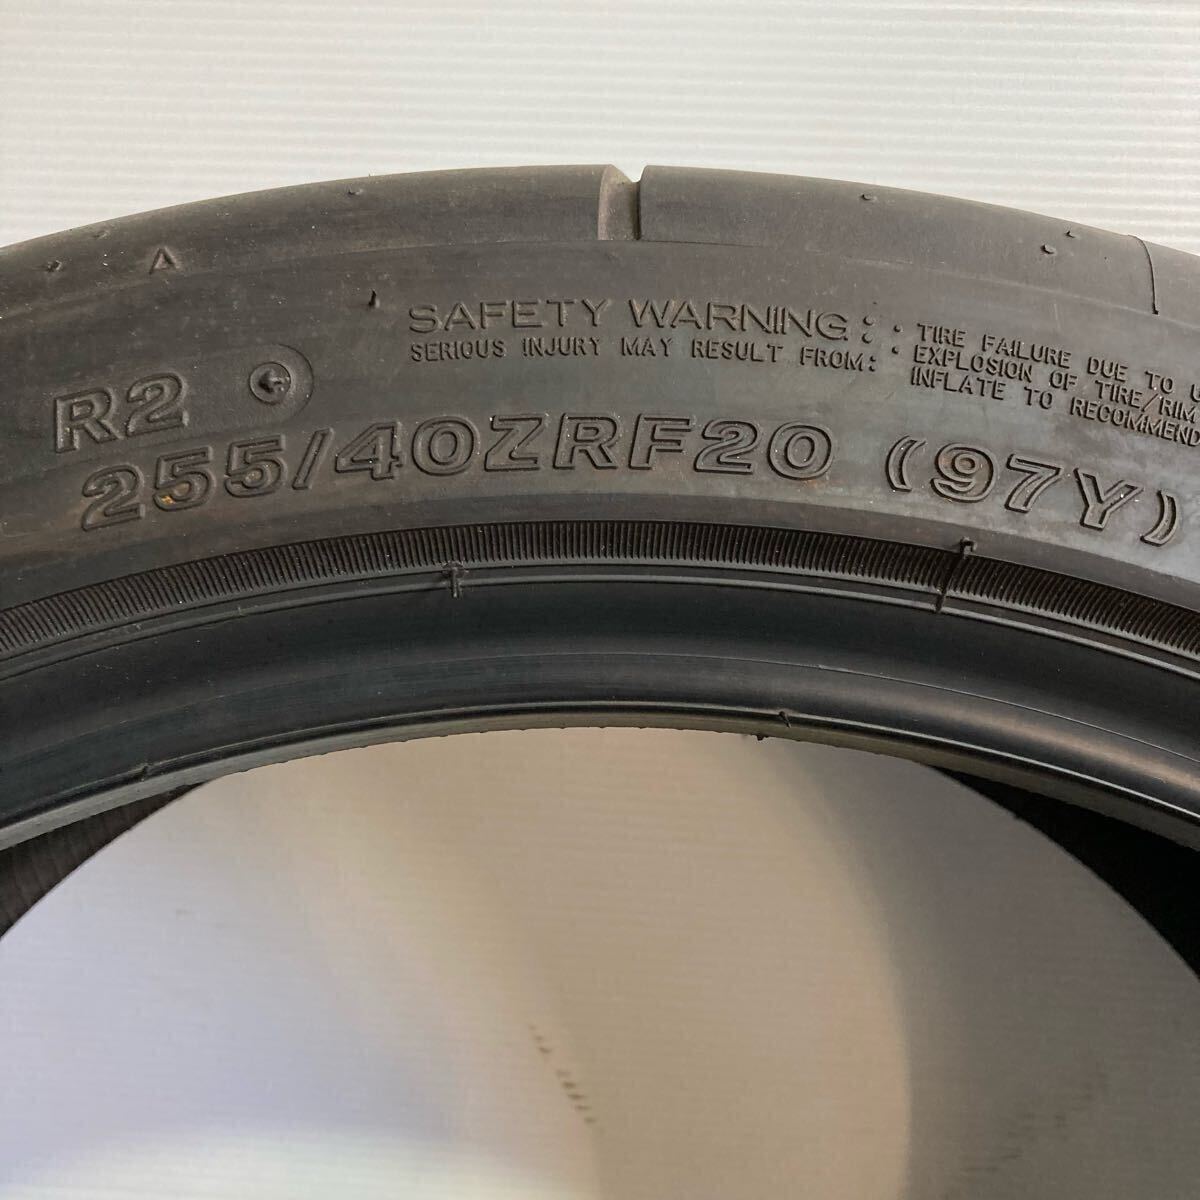 SAFETY WARNING:
SERIOUS INJURY MAY RESULT FROM:
• TIRE FAILURE DUE TO
• EXPLOSION OF TIRE/RIM
INFLATE TO RECOMMEND
R2
255/40ZRF20 (97Y)